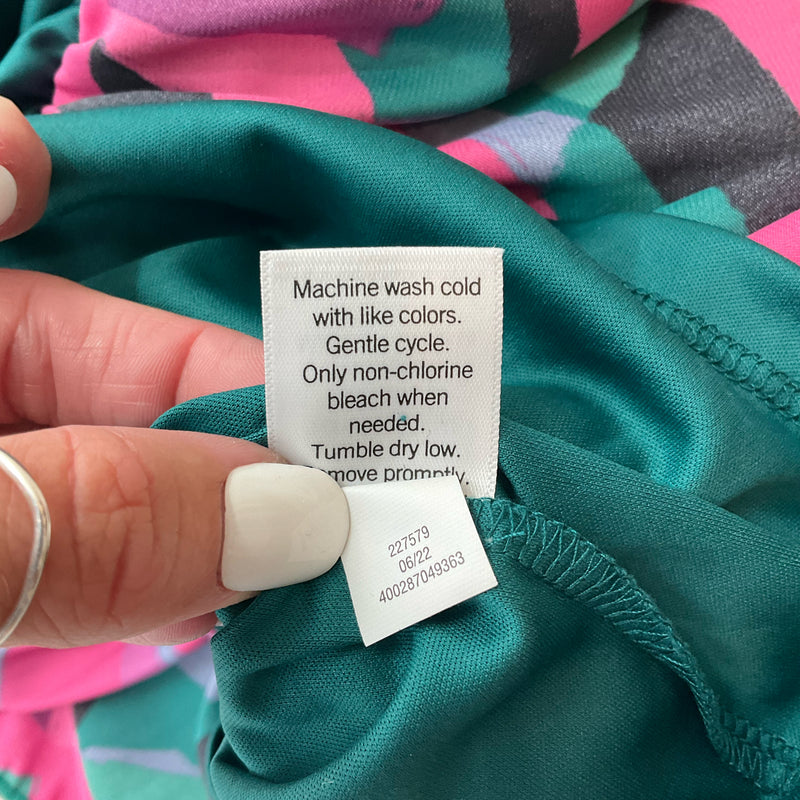 Machine wash cold
with like colors.
Gentle cycle.
Only non-chlorine
bleach when
needed.
Tumble dry low.
promptly.
227579
06/22
400287049363